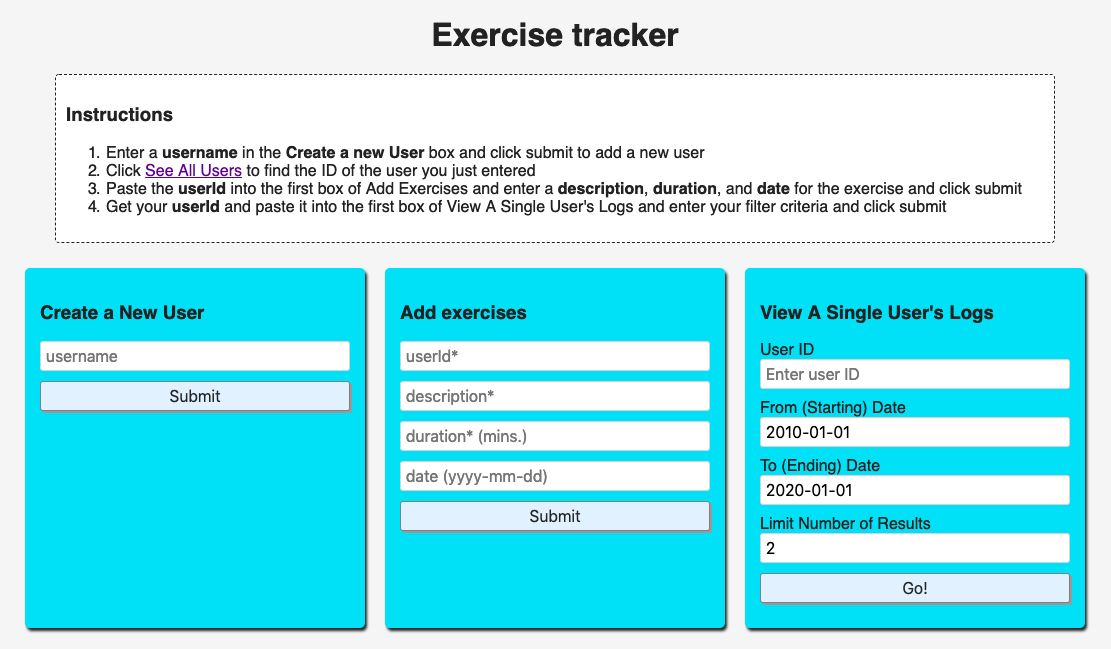 Exercise tracker
Instructions
1. Enter a username in the Create a new User box and click submit to add a new user
2. Click See All Users to find the ID of the user you just entered
3. Paste the userId into the first box of Add Exercises and enter a description, duration, and date for the exercise and click submit
4. Get your userId and paste it into the first box of View A Single User's Logs and enter your filter criteria and click submit
Create a New User
username
Submit
Add exercises
userId*
description*
duration* (mins.)
date (yyyy-mm-dd)
Submit
View A Single User's Logs
User ID
Enter user ID
From (Starting) Date
2010-01-01
To (Ending) Date
2020-01-01
Limit Number of Results
2
Go!